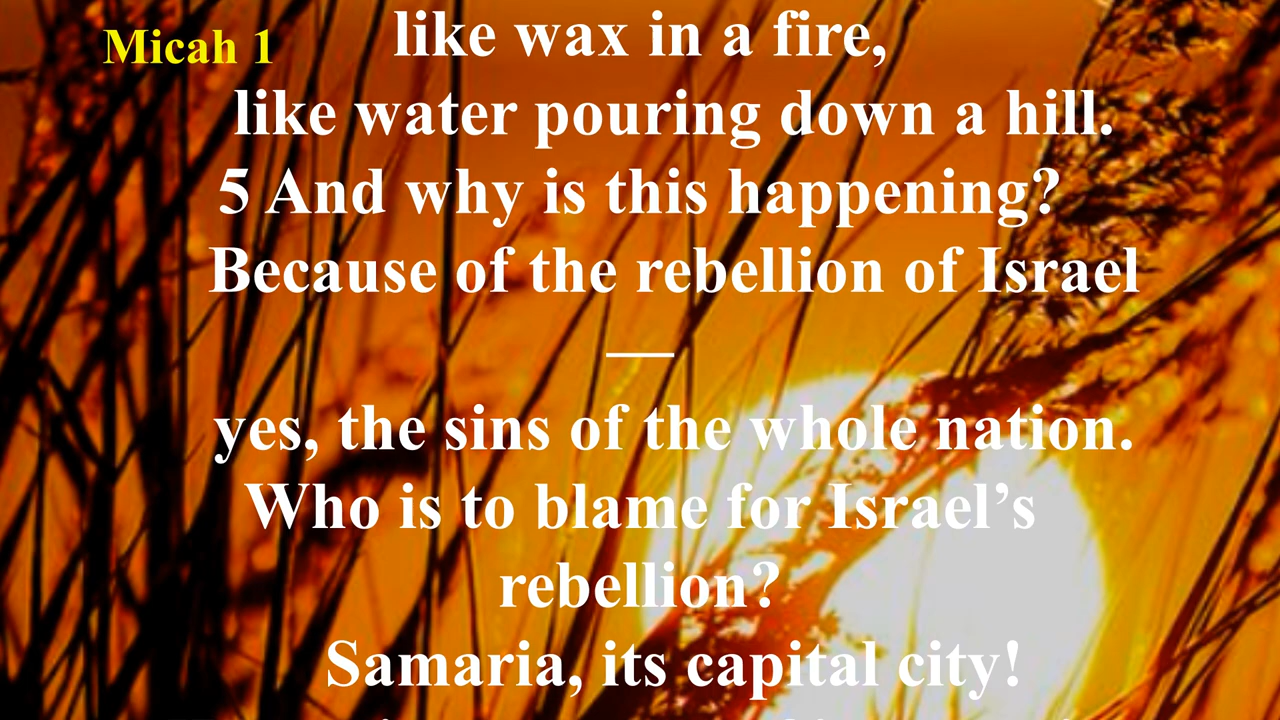 Micah 1
like wax in a fire,
like water pouring down a hill.
5 And why is this happening?
Because of the rebellion of Israel
—
yes, the sins of the whole nation.
Who is to blame for Israel’s
rebellion?
Samaria, its capital city!